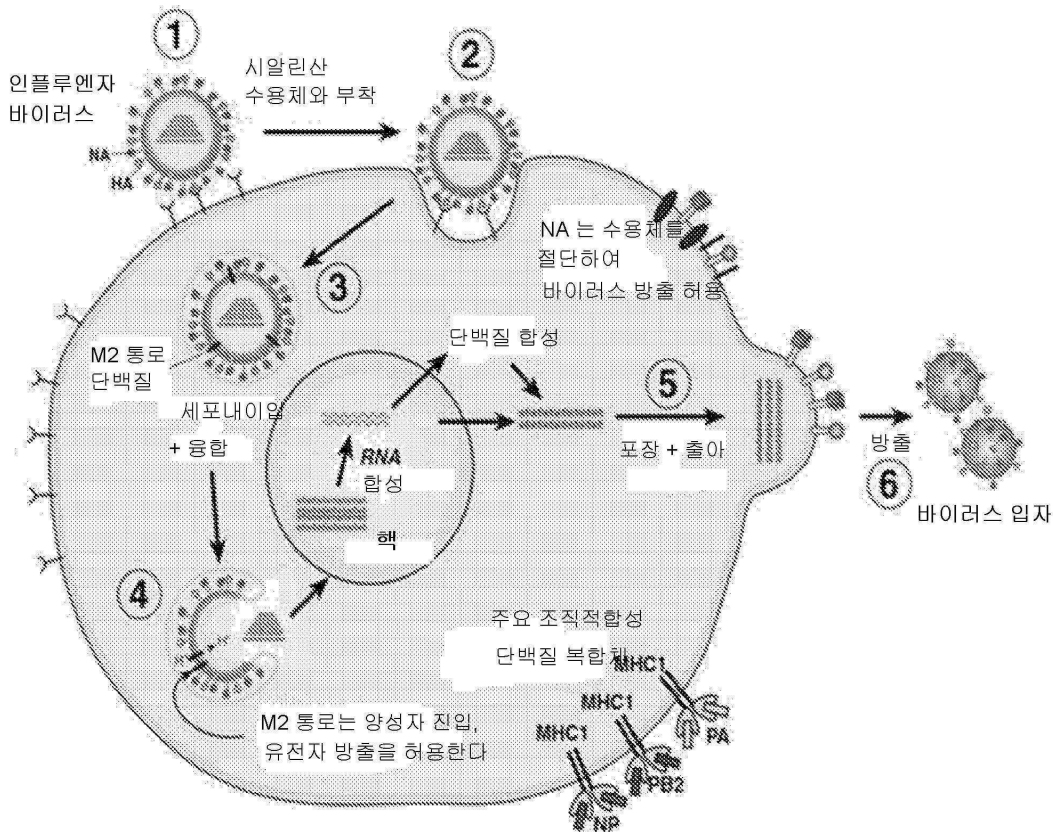 ①
인플루엔자
바이러스
NA
HA
시알린산
수용체와 부착
②
NA 는 수용체를
절단하여
바이러스 방출 허용
③
M2 통로
단백질
세포내이입
+ 융합
단백질 합성
RNA
합성
핵
⑤
포장 + 출아
방출
⑥
바이러스 입자
④
M2 통로는 양성자 진입,
유전자 방출을 허용한다
주요 조직적합성
단백질 복합체
MHC1
PA
MHC1
PB2
MHC1
NP